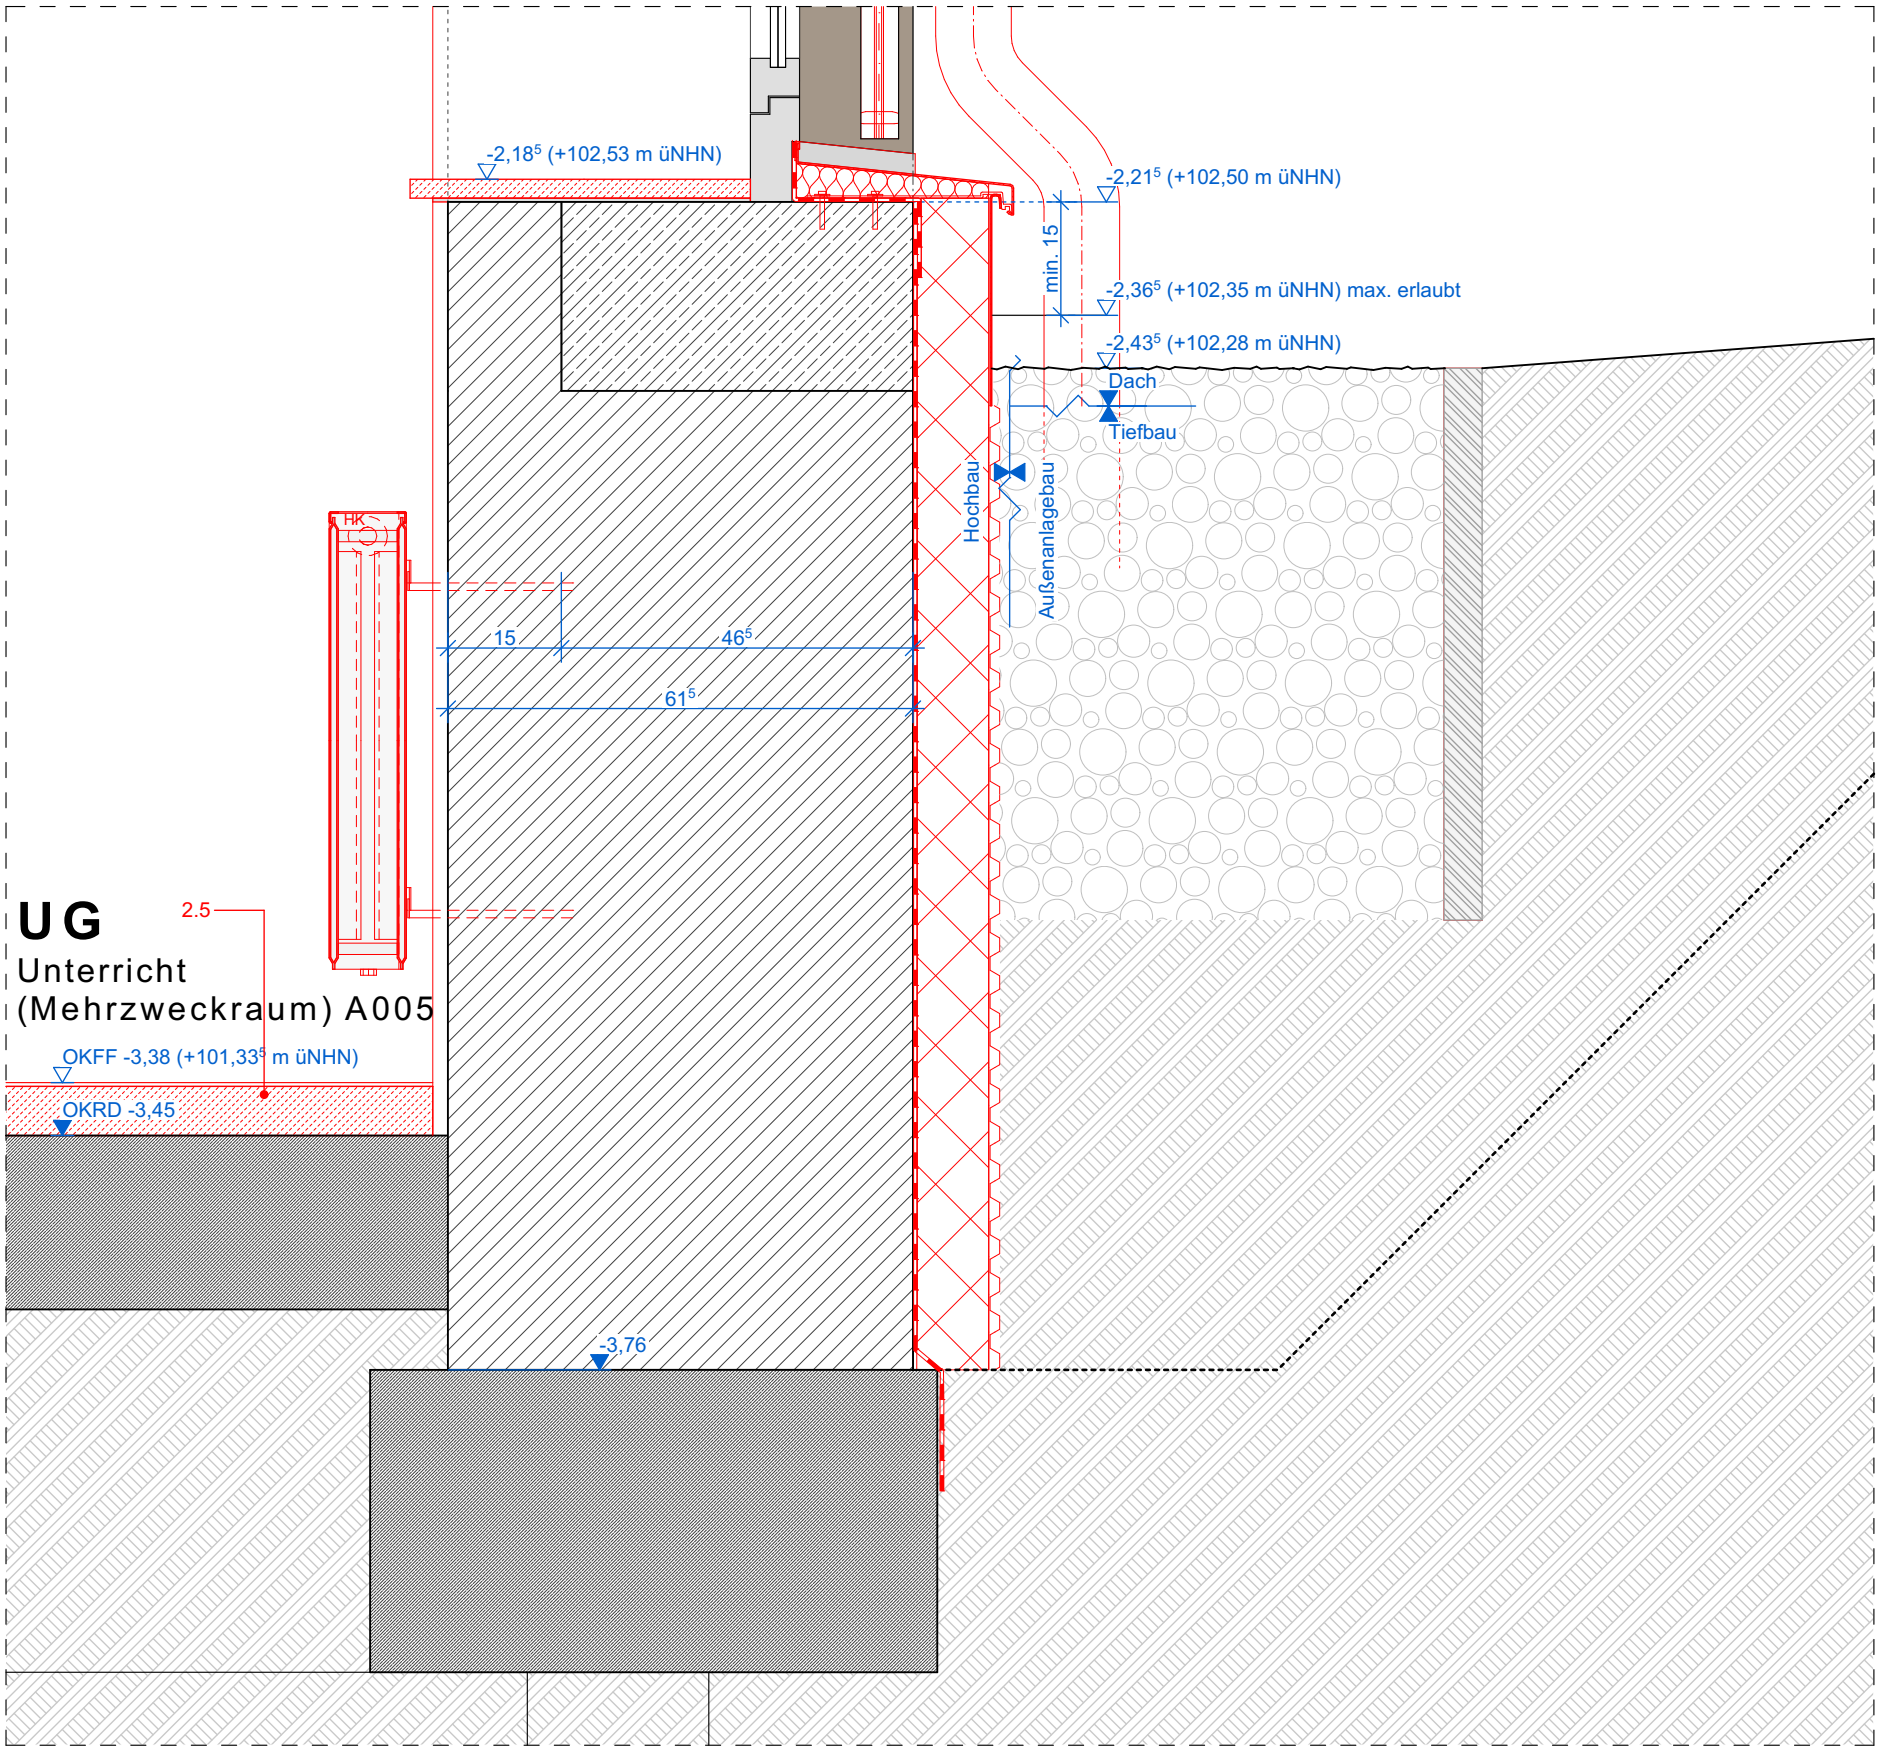 -2,18⁵ (+102,53 m üNHN)
-2,21⁵ (+102,50 m üNHN)
min. 15
-2,36⁵ (+102,35 m üNHN) max. erlaubt
-2,43⁵ (+102,28 m üNHN)
Dach
Tiefbau
Hochbau
Außenanlagebau
HK
15
46⁵
61⁵
UG
2.5
Unterricht
(Mehrzweckraum) A005
OKFF -3,38 (+101,33⁵ m üNHN)
OKRD -3,45
-3,76